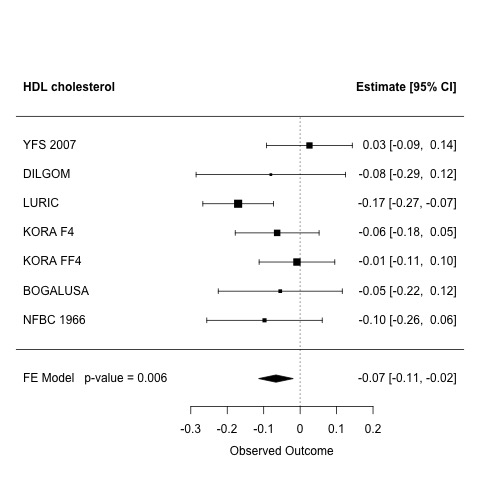 HDL cholesterol Estimate [95% CI]
YFS 2007 0.03 [-0.09, 0.14]
DILGOM -0.08 [-0.29, 0.12]
LURIC -0.17 [-0.27, -0.07]
KORA F4 -0.06 [-0.18, 0.05]
KORA FF4 -0.01 [-0.11, 0.10]
BOGALUSA -0.05 [-0.22, 0.12]
NFBC 1966 -0.10 [-0.26, 0.06]
FE Model p-value = 0.006 -0.07 [-0.11, -0.02]
-0.3 -0.2 -0.1 0 0.1 0.2
Observed Outcome